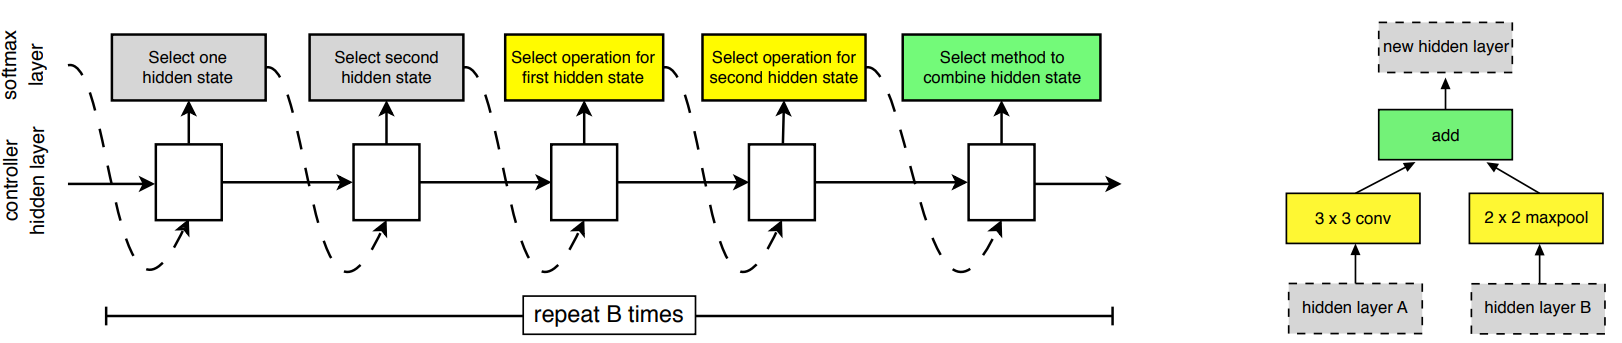 softmax
layer
controller
hidden layer
Select one
hidden state
Select second
hidden state
Select operation for
first hidden state
Select operation for
second hidden state
Select method to
combine hidden state
repeat B times
new hidden layer
add
3 x 3 conv
2 x 2 maxpool
hidden layer A
hidden layer B